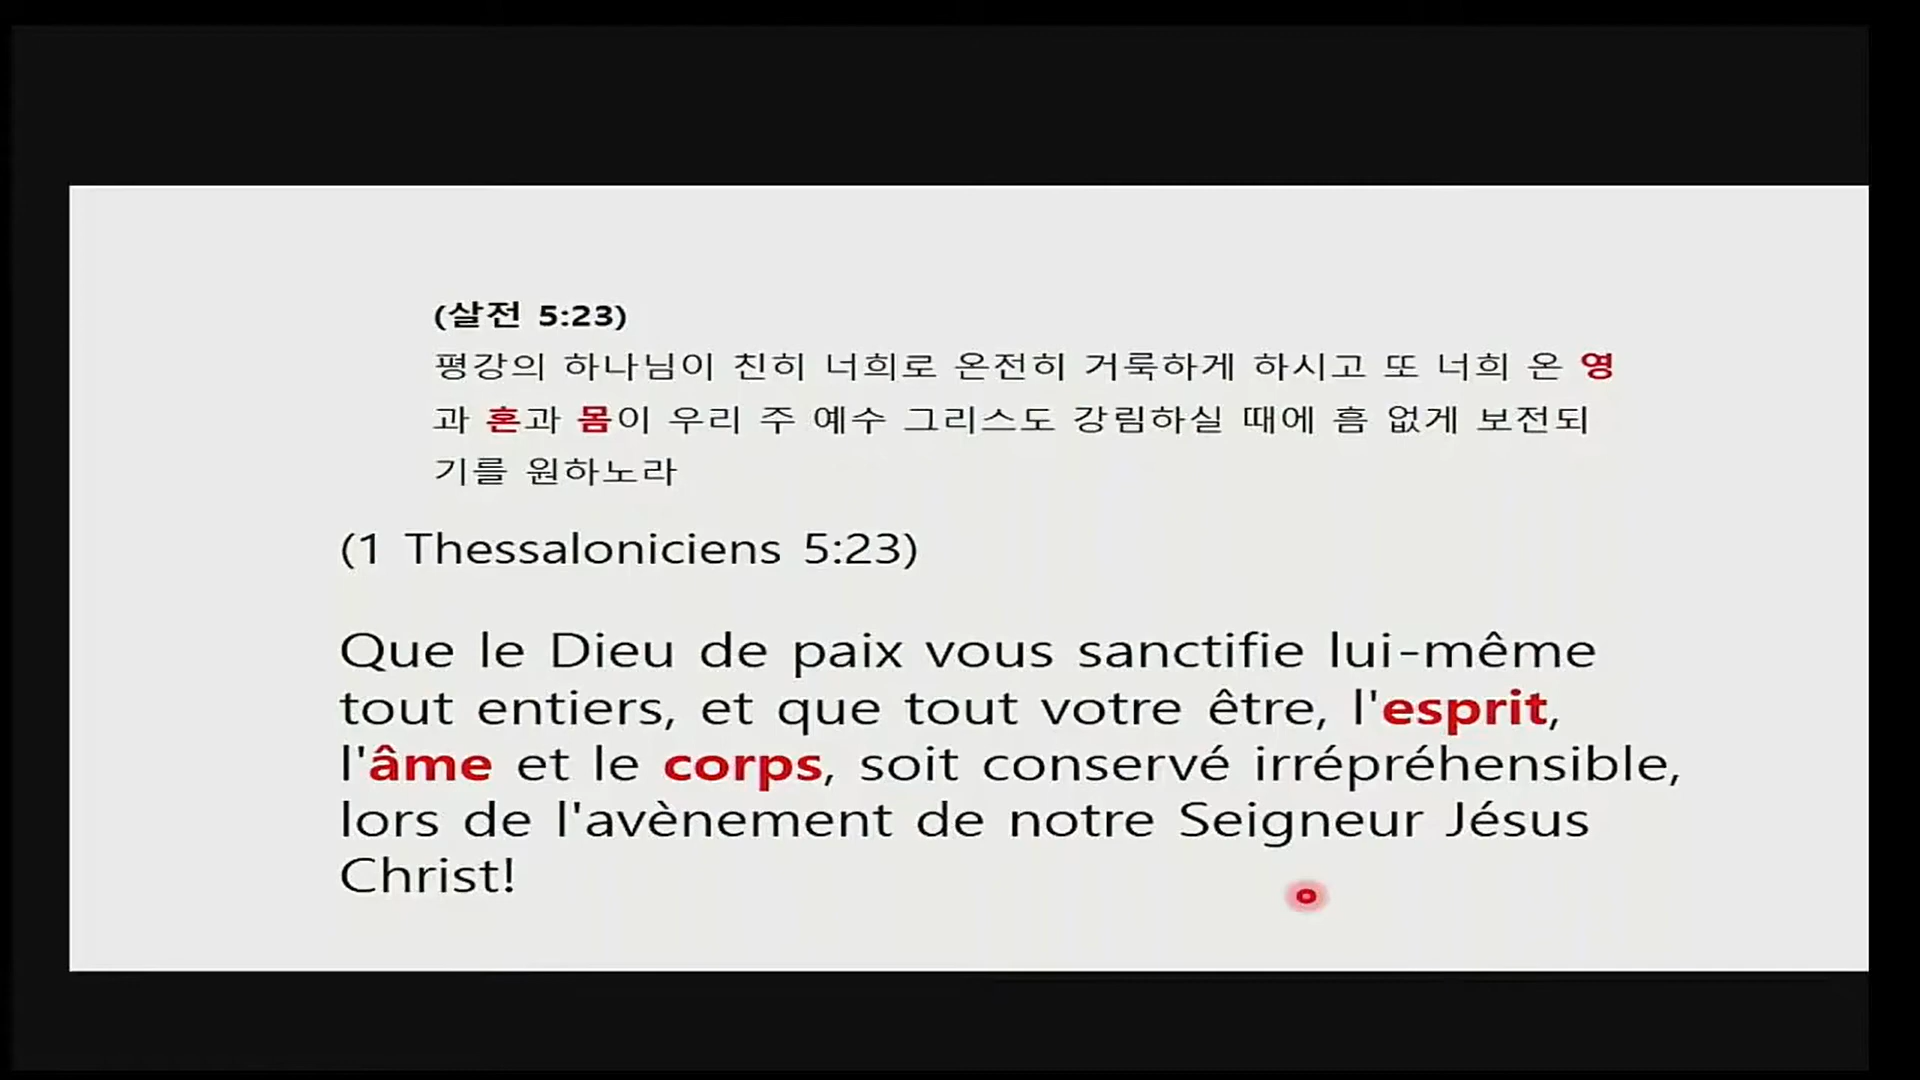 (살전 5:23)
평강의 하나님이 친히 너희로 온전히 거룩하게 하시고 또 너희 온 영
과 혼과 몸이 우리 주 예수 그리스도 강림하실 때에 흠 없게 보전되
기를 원하노라
(1 Thessaloniciens 5:23)
Que le Dieu de paix vous sanctifie lui-même
tout entiers, et que tout votre être, l'esprit,
l'âme et le corps, soit conservé irrépréhensible,
lors de l'avènement de notre Seigneur Jésus
Christ!